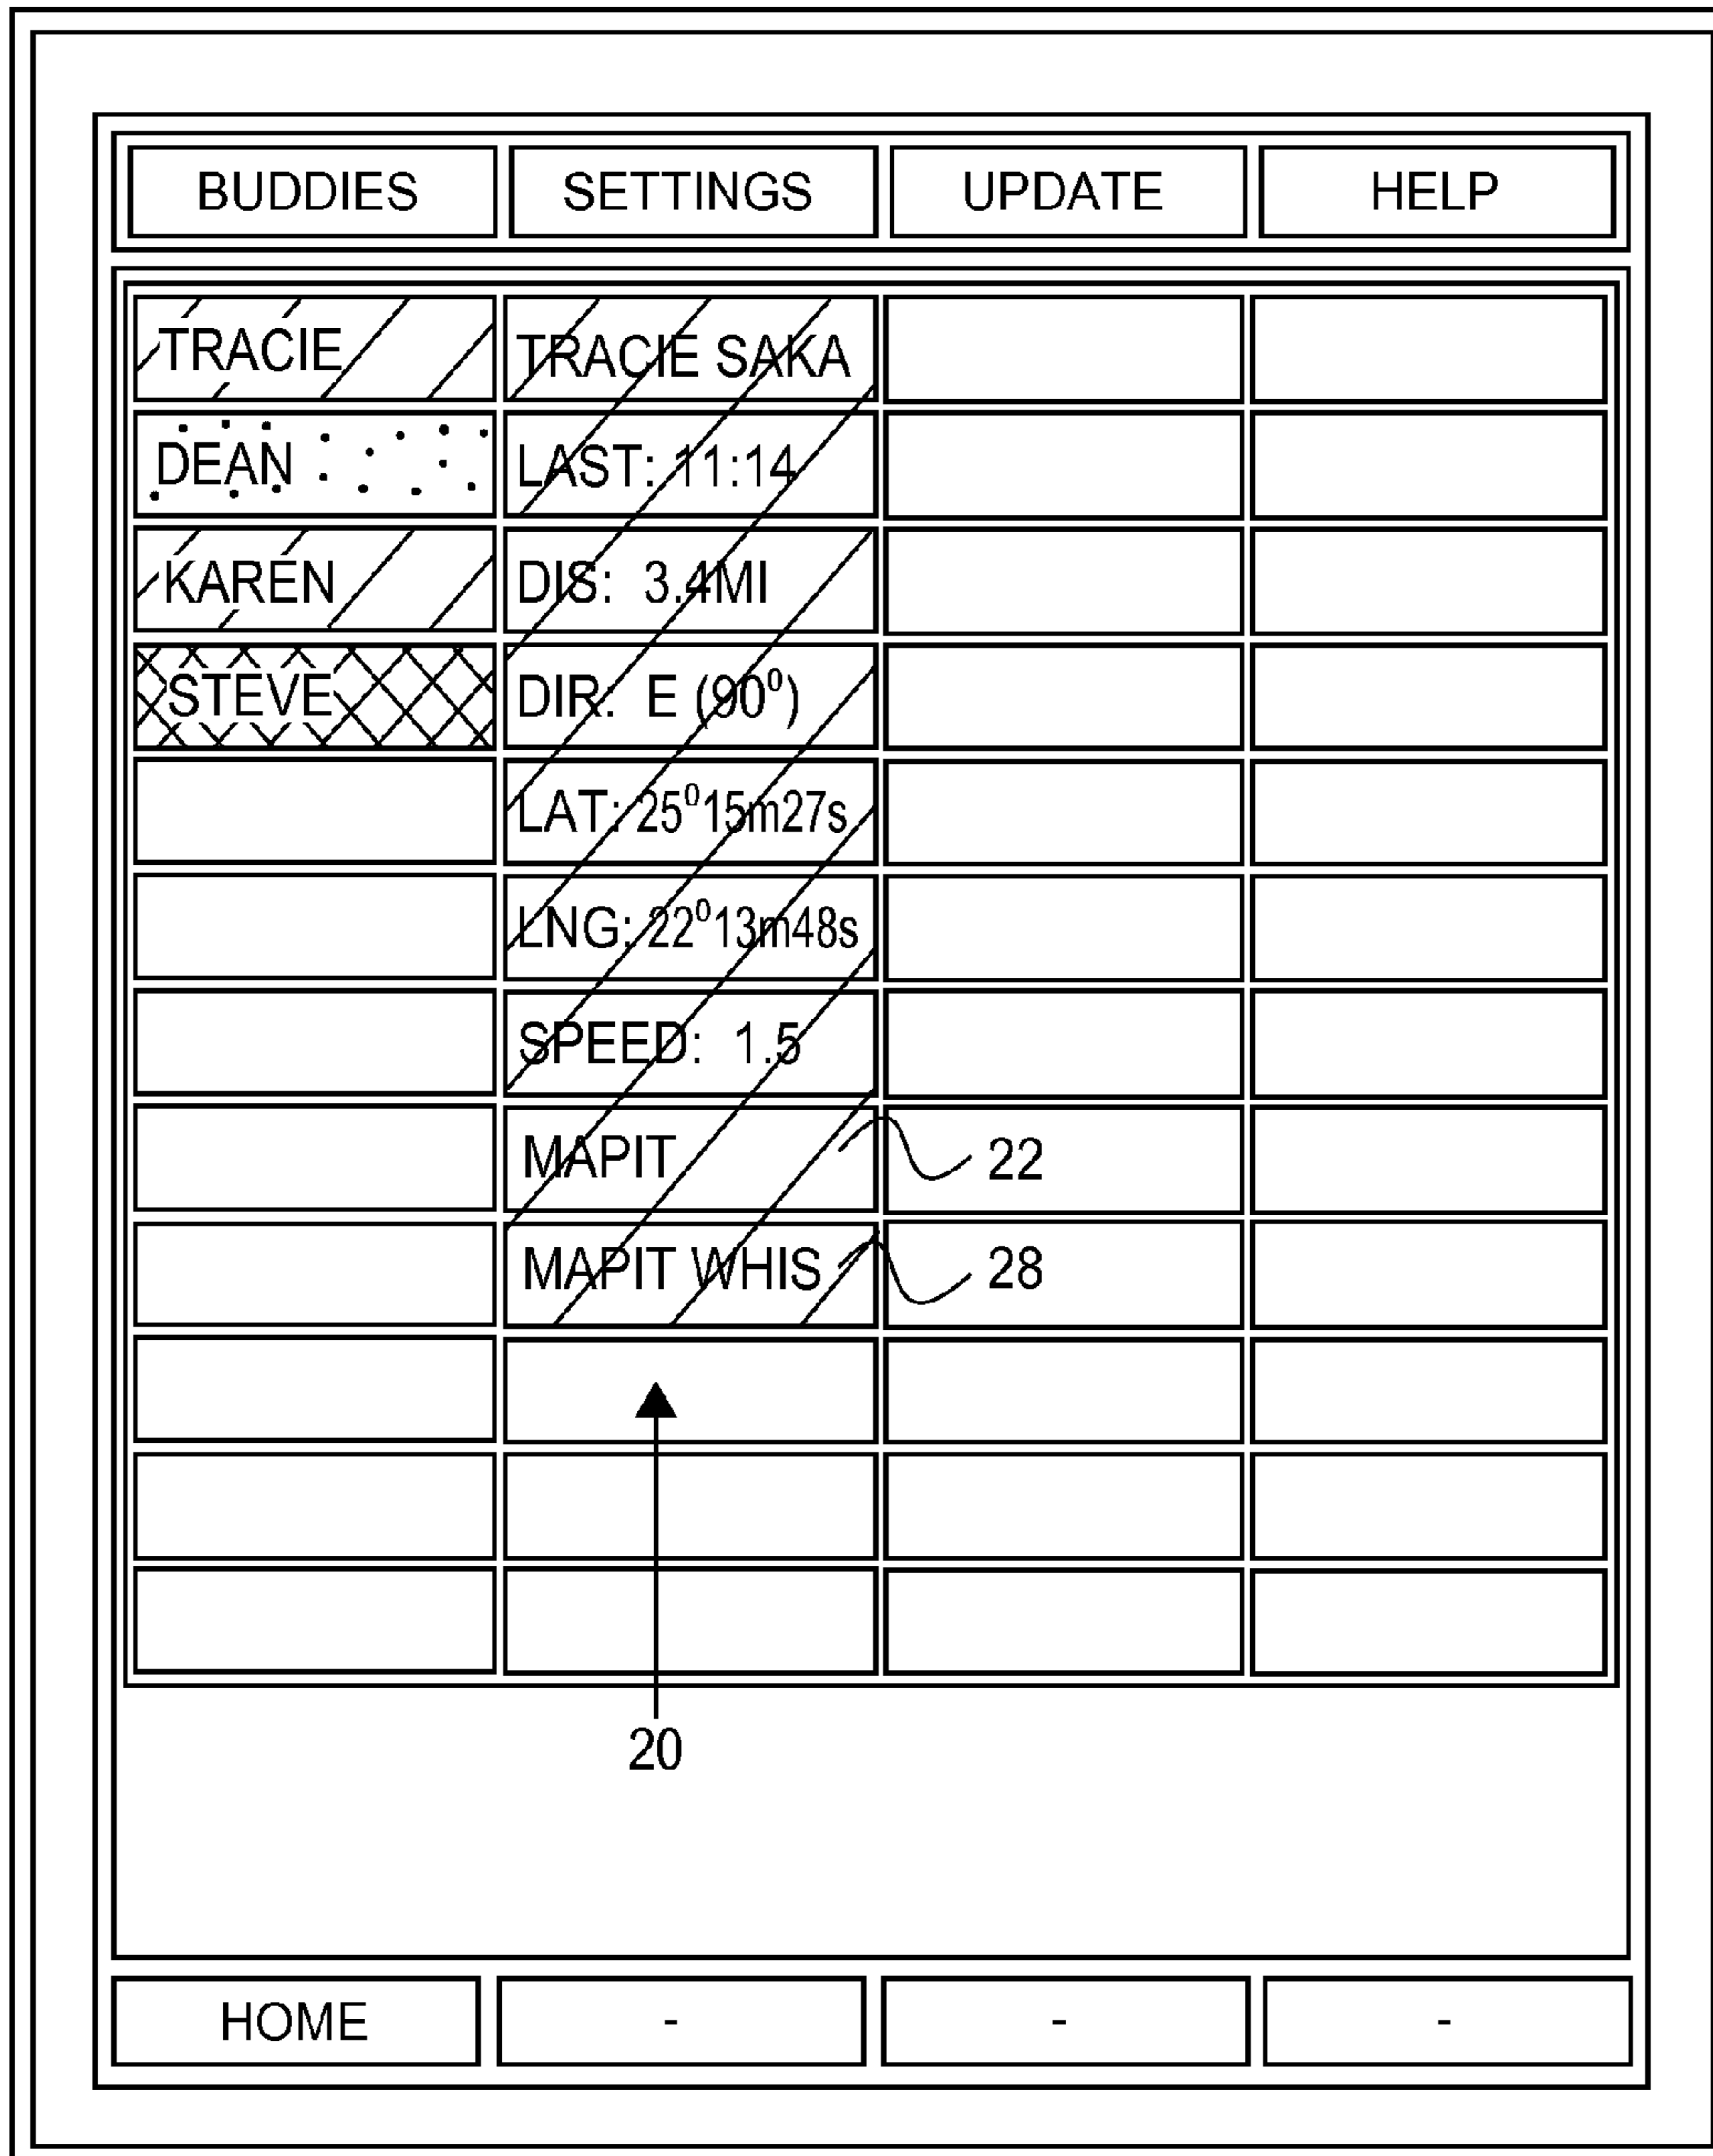 BUDDIES SETTINGS UPDATE HELP
TRACIE TRACIE SAKA
DEAN LAST: 11:14
KAREN DIS: 3.4MI
STEVE DIR: E (90⁰)
LAT: 25⁰15m27s
LNG: 22⁰13m48s
SPEED: 1.5
MAPIT 22
MAPIT WHIS 28
20
HOME - - -